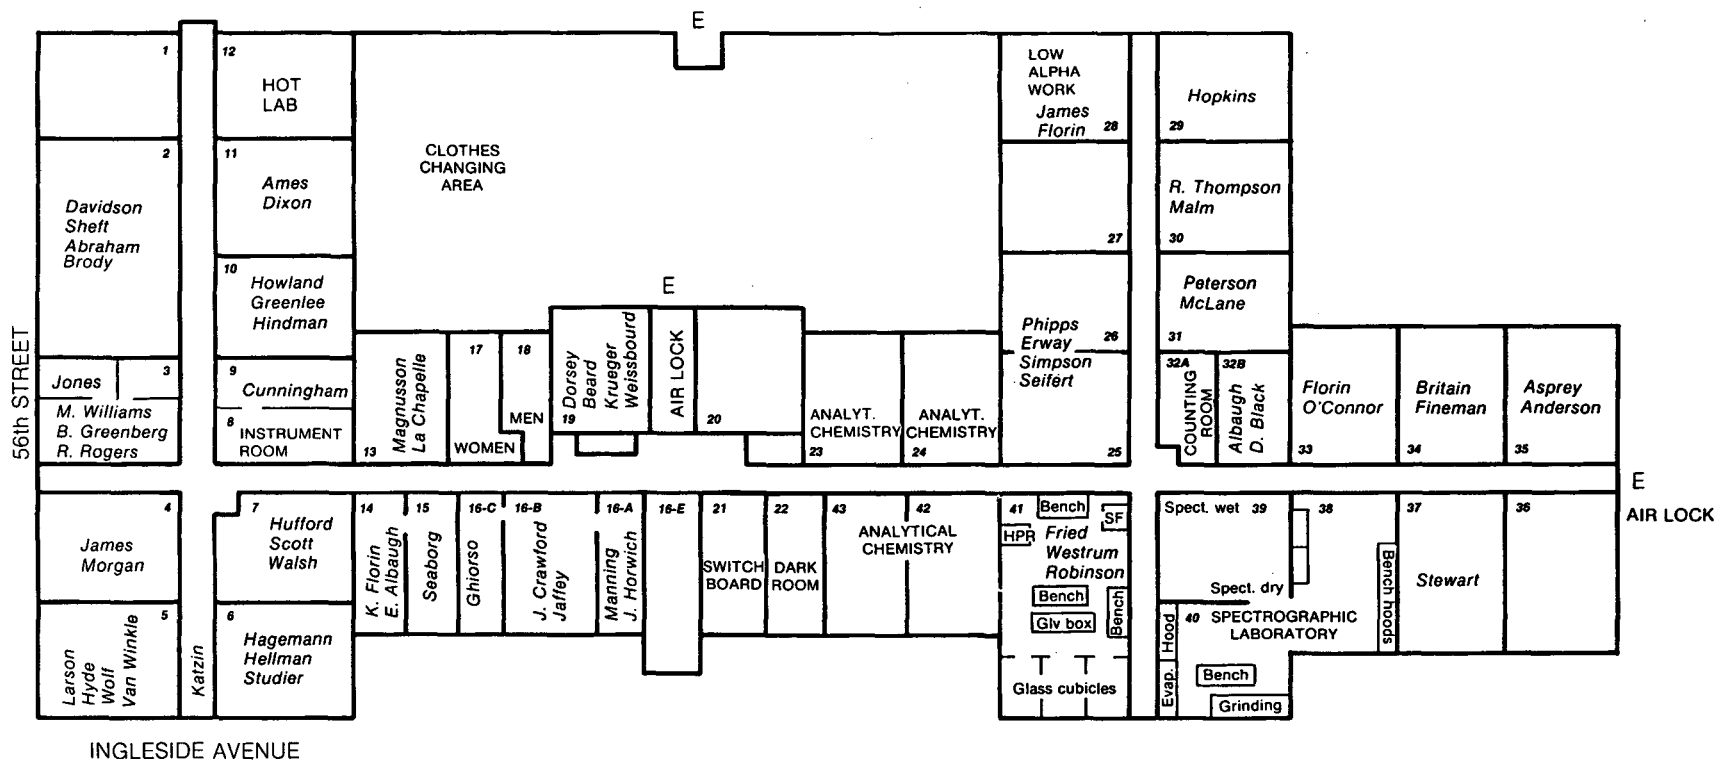 E
1
12
HOT
LAB
LOW
ALPHA
WORK
James
Florin
28
Hopkins
29
2
Davidson
Sheft
Abraham
Brody
11
Ames
Dixon
CLOTHES
CHANGING
AREA
27
R. Thompson
Malm
30
10
Howland
Greenlee
Hindman
E
Phipps
Erway
Simpson
Seifert
26
25
Peterson
McLane
31
56th STREET
Jones
3
M. Williams
B. Greenberg
R. Rogers
9
Cunningham
8
INSTRUMENT
ROOM
Magnusson
La Chapelle
13
17
WOMEN
18
MEN
Dorsey
Beard
Krueger
Weissbourd
19
AIR LOCK
20
ANALYT.
CHEMISTRY
23
ANALYT.
CHEMISTRY
24
32A
COUNTING
ROOM
32B
Albaugh
D. Black
Florin
O'Connor
33
Britain
Fineman
34
Asprey
Anderson
35
E
AIR LOCK
4
James
Morgan
7
Hufford
Scott
Walsh
14
K. Florin
E. Albaugh
15
Seaborg
16-C
Ghiorso
16-B
J. Crawford
Jaffey
16-A
Manning
J. Horwich
16-E
21
SWITCH
BOARD
22
DARK
ROOM
43
42
ANALYTICAL
CHEMISTRY
41
Bench
SF
HPR
Fried
Westrum
Robinson
Bench
Glv box
Bench
Glass cubicles
Spect. wet
39
Spect. dry
38
Bench hoods
37
Stewart
36
5
Larson
Hyde
Wolf
Van Winkle
Katzin
6
Hagemann
Hellman
Studier
Hood
Evap.
40
SPECTROGRAPHIC
LABORATORY
Bench
Grinding
INGLESIDE AVENUE